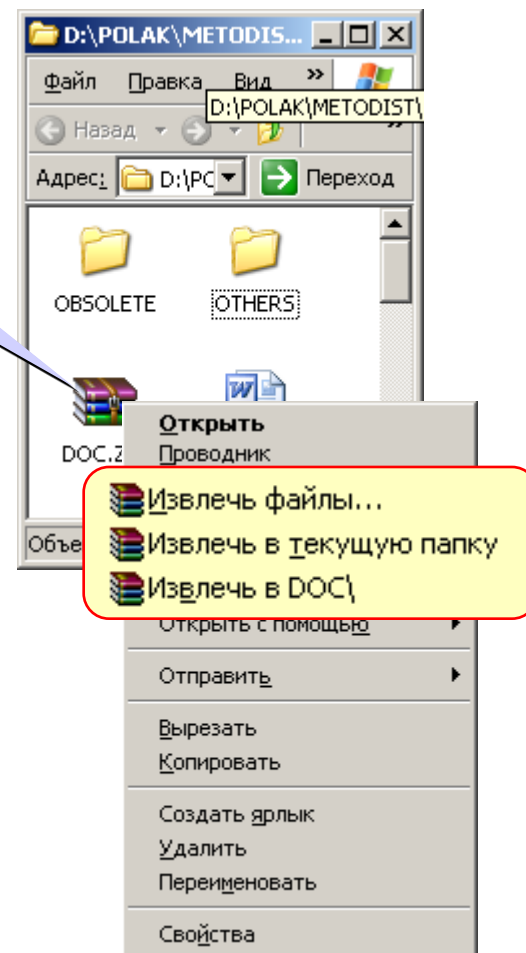 D:\POLAK\METODIS...
Файл Правка Вид »
D:\POLAK\METODIST\
Назад »
Адрес: D:\PC Переход
OBSOLETE OTHERS
DOC.Z
Открыть
Проводник
Извлечь файлы...
Объе
Извлечь в текущую папку
Извлечь в DOC\
Открыть с помощью
Отправить
Вырезать
Копировать
Создать ярлык
Удалить
Переименовать
Свойства